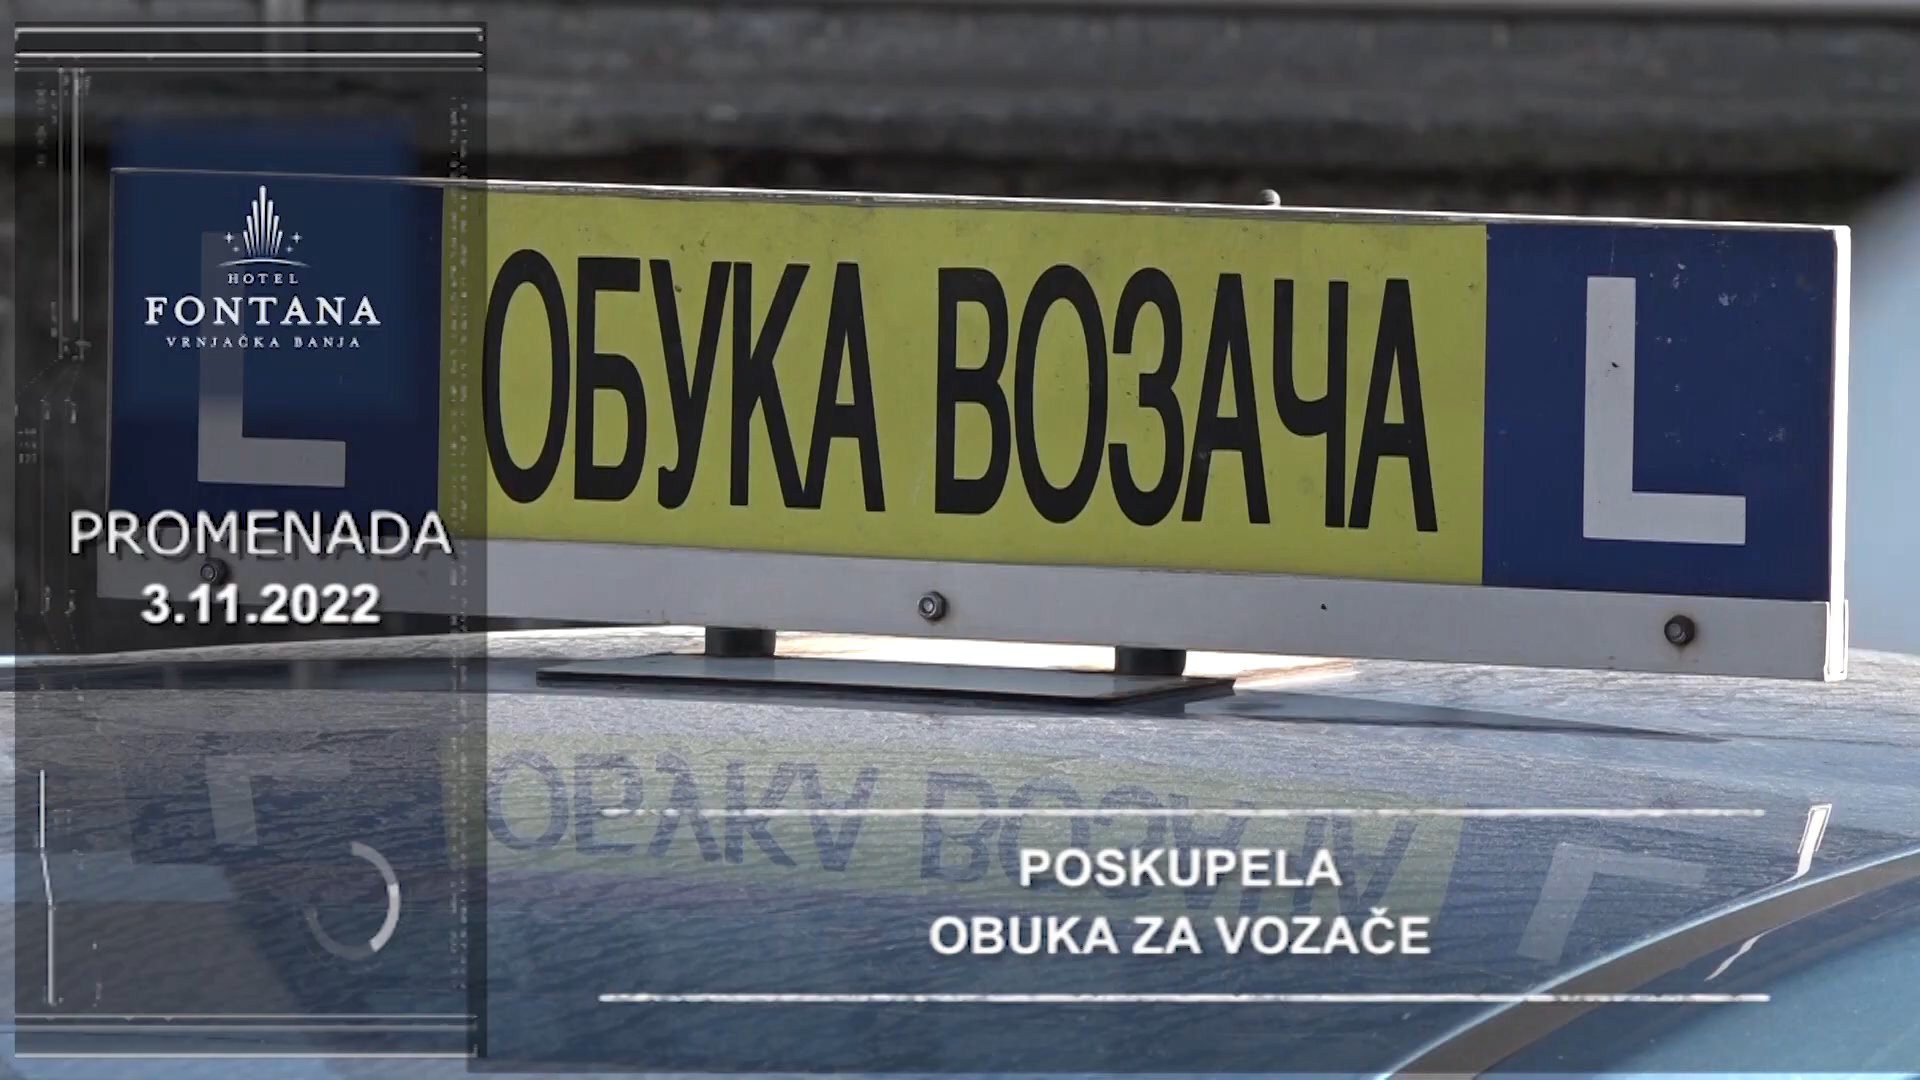 HOTEL
FONTANA
VRNJAČKA BANJA
PROMENADA
3.11.2022
L ОБУКА ВОЗАЧА L
POSKUPELA
OBUKA ZA VOZAČE